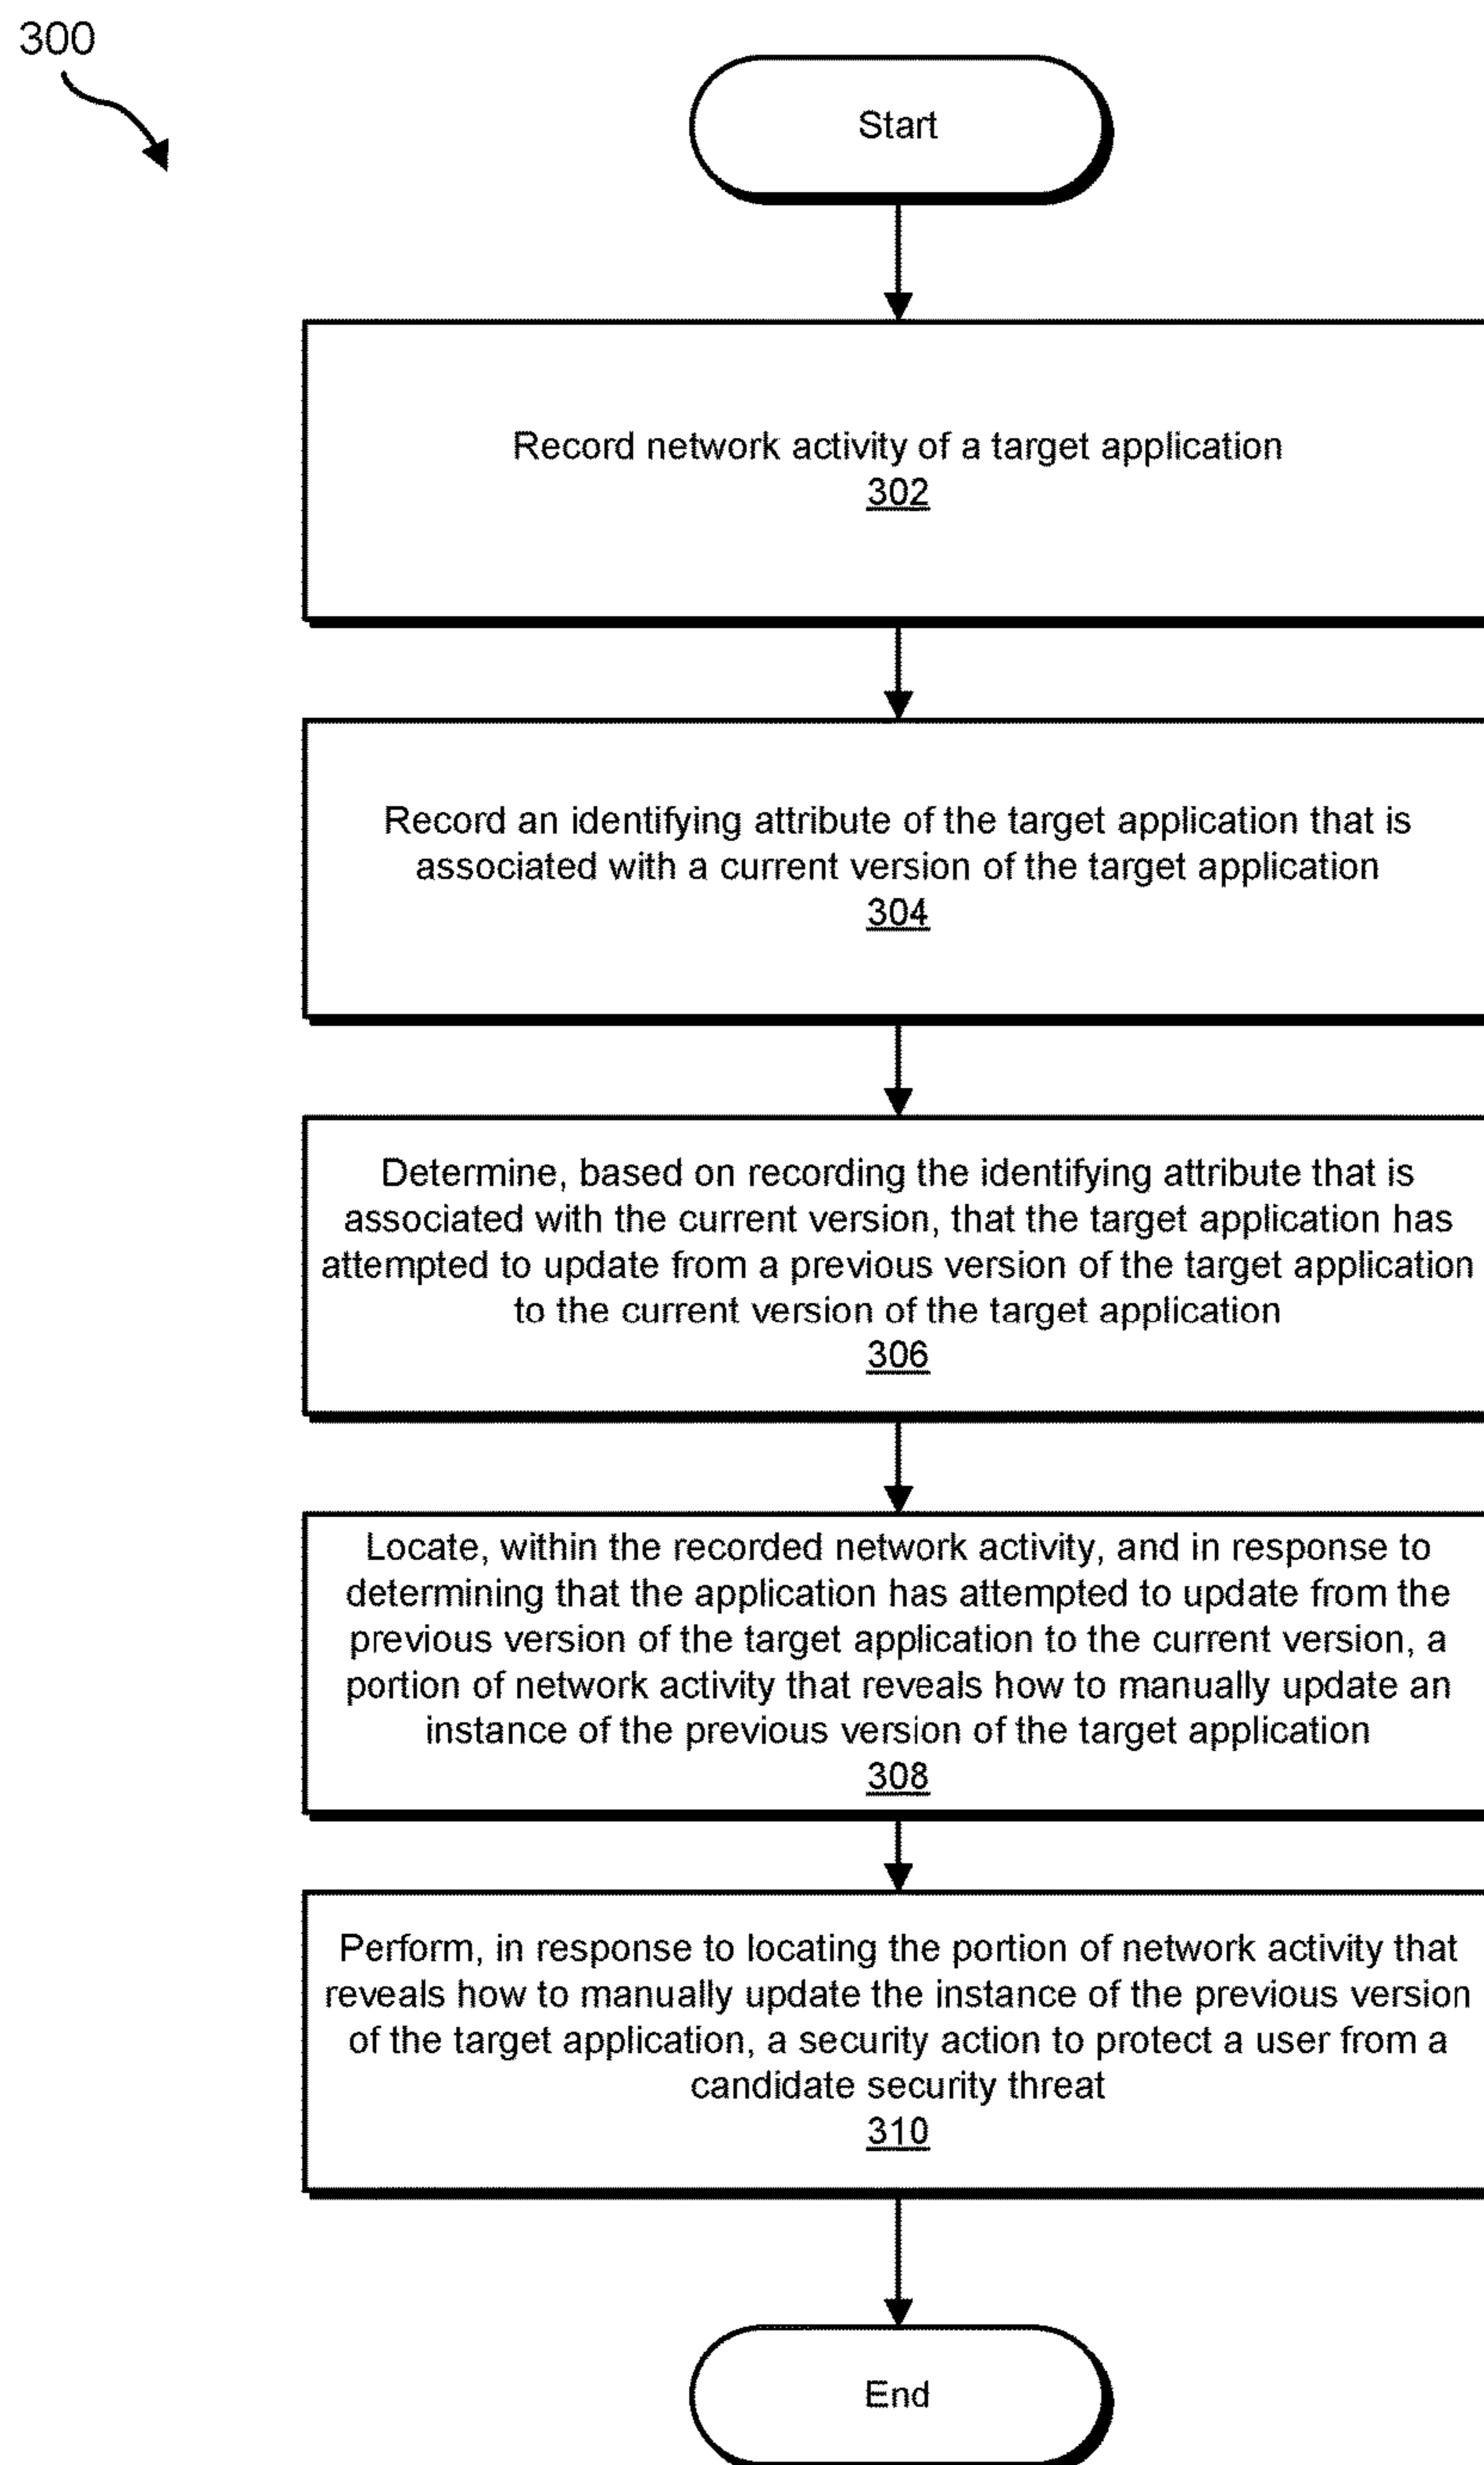 300
Start
Record network activity of a target application
302
Record an identifying attribute of the target application that is
associated with a current version of the target application
304
Determine, based on recording the identifying attribute that is
associated with the current version, that the target application has
attempted to update from a previous version of the target application
to the current version of the target application
306
Locate, within the recorded network activity, and in response to
determining that the application has attempted to update from the
previous version of the target application to the current version, a
portion of network activity that reveals how to manually update an
instance of the previous version of the target application
308
Perform, in response to locating the portion of network activity that
reveals how to manually update the instance of the previous version
of the target application, a security action to protect a user from a
candidate security threat
310
End